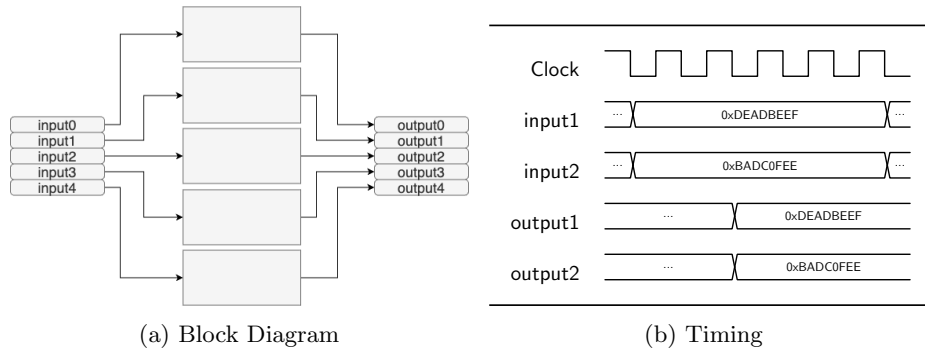 input0
input1
input2
input3
input4
output0
output1
output2
output3
output4
(a) Block Diagram
Clock
input1 ... 0xDEADBEEF ...
input2 ... 0xBADC0FEE ...
output1 ... 0xDEADBEEF
output2 ... 0xBADC0FEE
(b) Timing